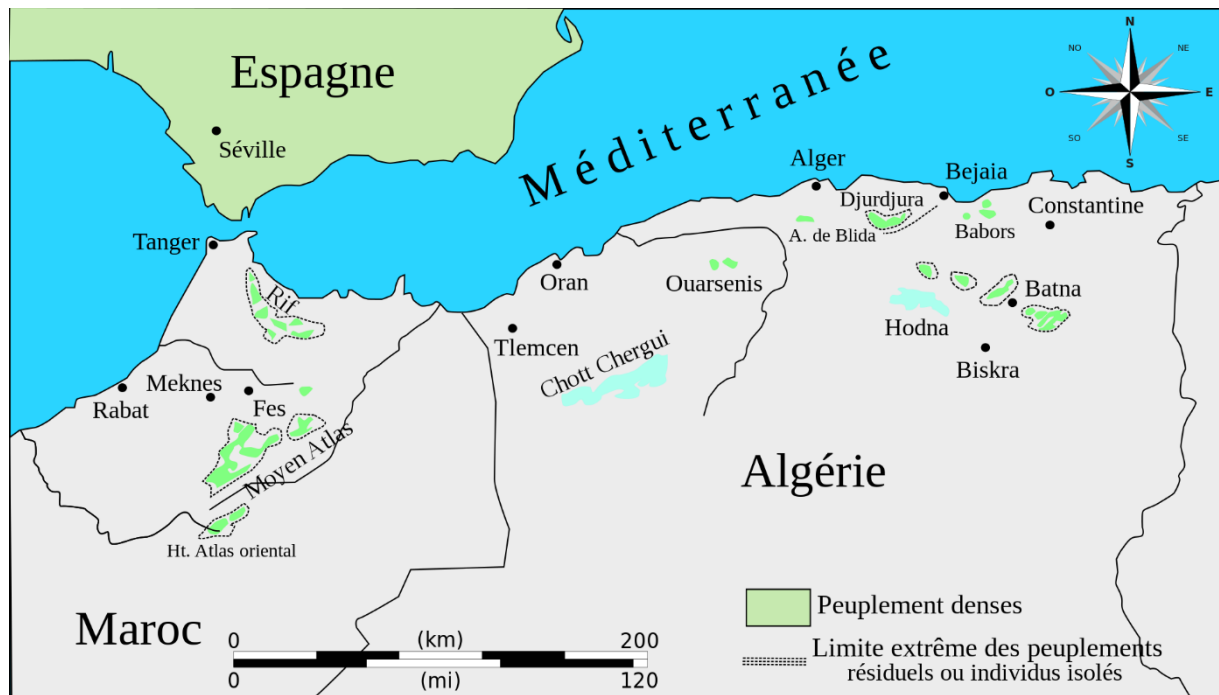 Espagne
Séville
Méditerranée
N
NO
NE
O
E
SO
SE
S
Alger
Bejaia
Djurdjura
Constantine
A. de Blida
Babors
Tanger
Oran
Ouarsenis
Rif
Batna
Hodna
Tlemcen
Chott Chergui
Biskra
Meknes
Rabat
Fes
Moyen Atlas
Algérie
Ht. Atlas oriental
Maroc
Peuplement denses
Limite extrême des peuplements
résiduels ou individus isolés
0 (km) 200
0 (mi) 120